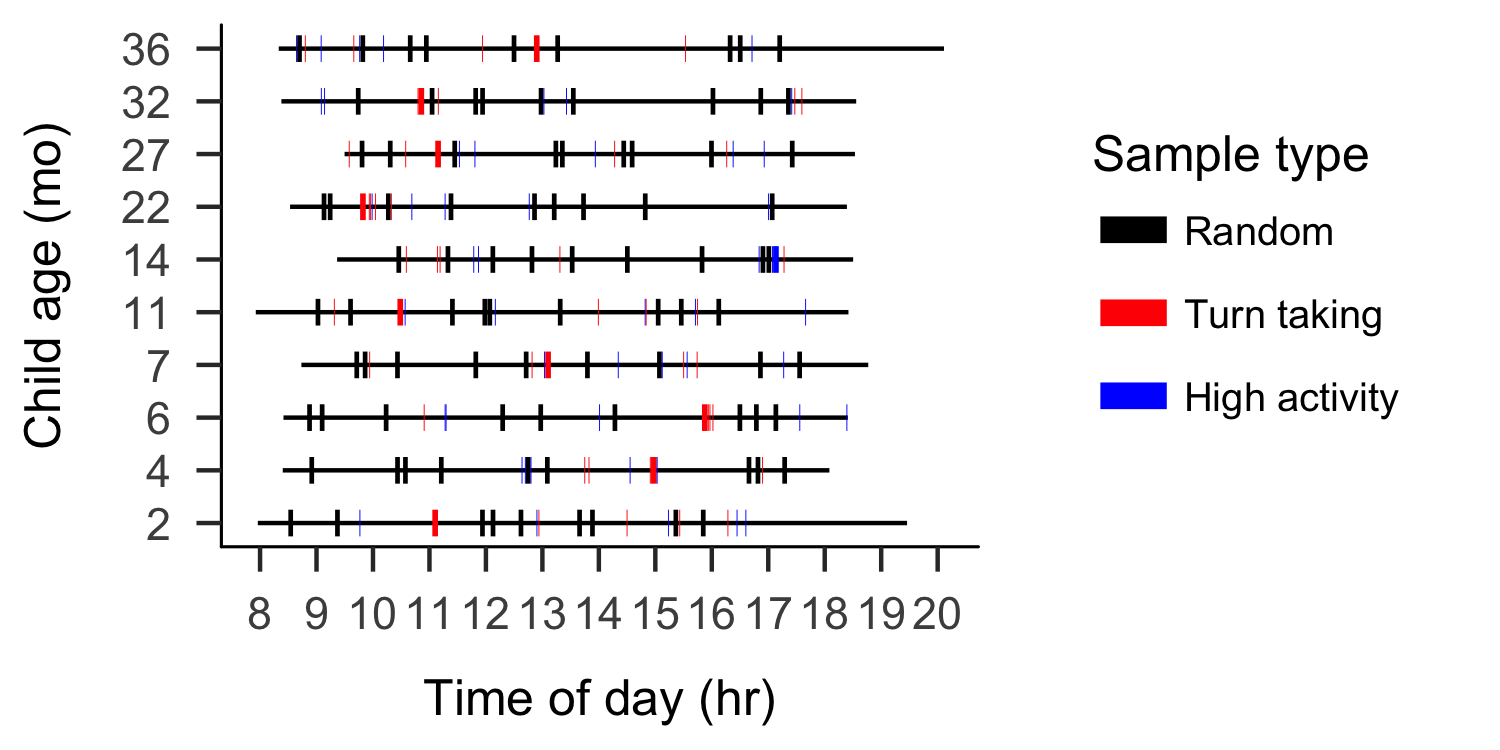 Child age (mo)
36
32
27
22
14
11
7
6
4
2
8 9 10 11 12 13 14 15 16 17 18 19 20
Time of day (hr)
Sample type
Random
Turn taking
High activity